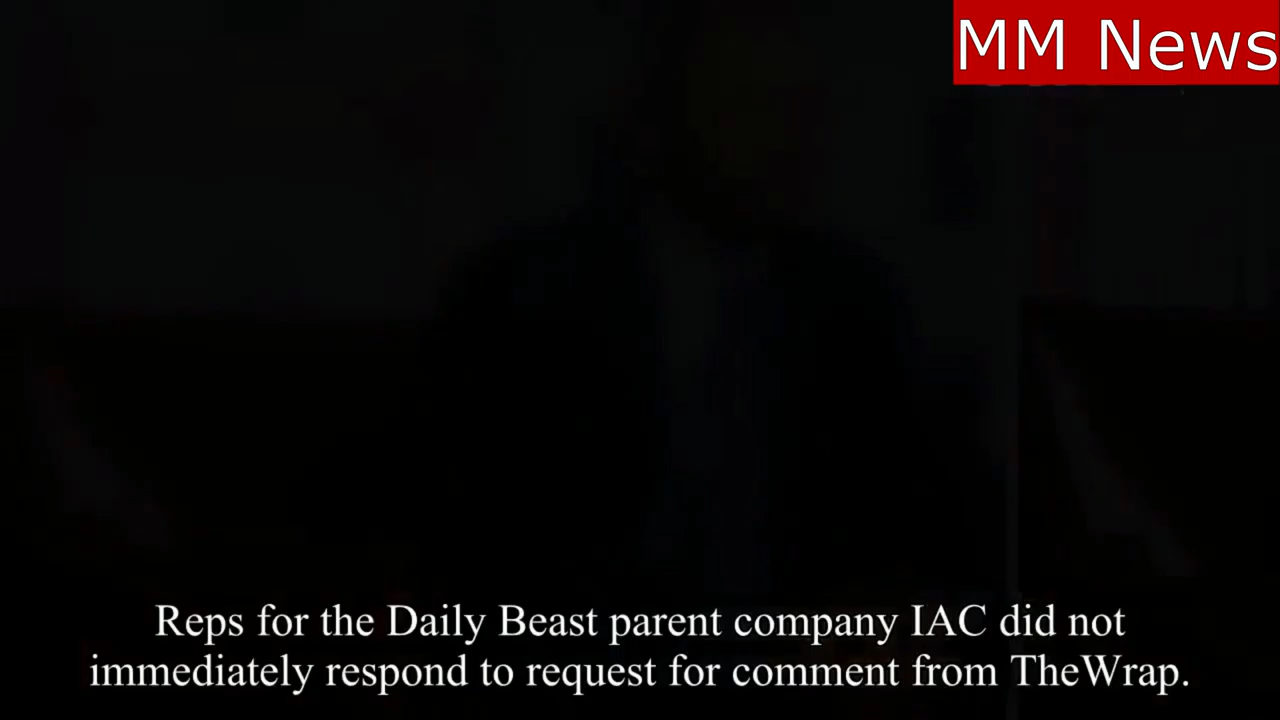 MM News
Reps for the Daily Beast parent company IAC did not
immediately respond to request for comment from TheWrap.